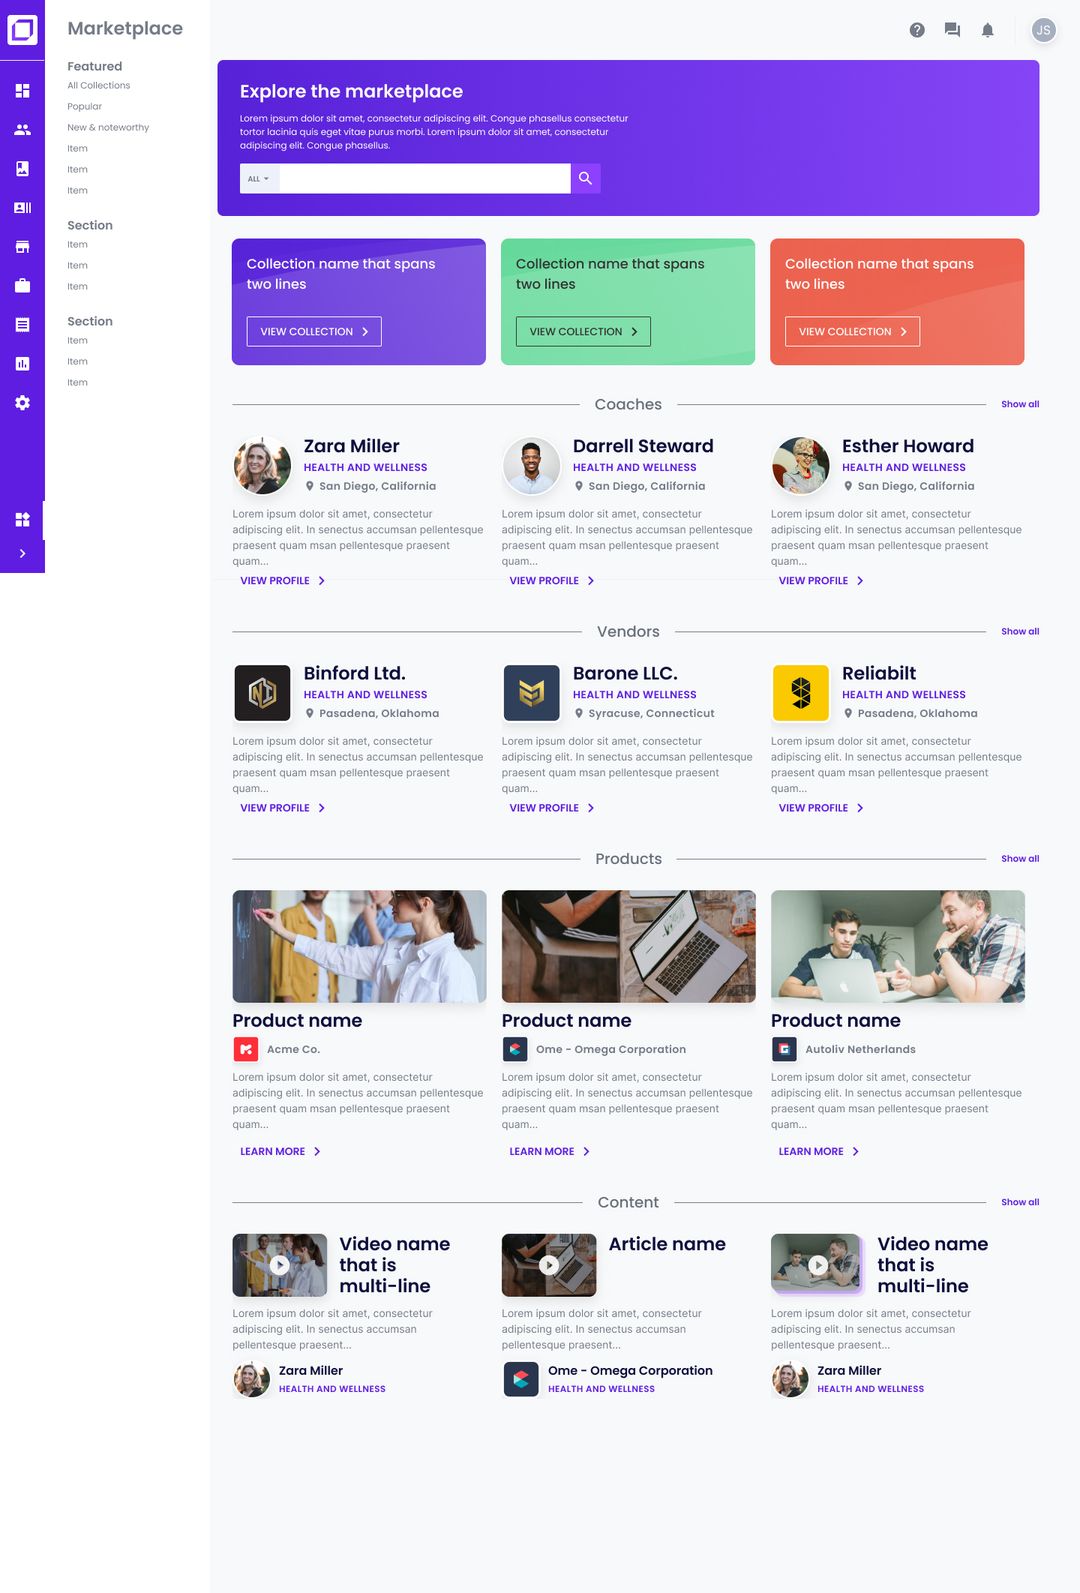 Marketplace
Featured
All Collections
Popular
New & noteworthy
Item
Item
Item
Section
Item
Item
Item
Section
Item
Item
Item
JS
Explore the marketplace
Lorem ipsum dolor sit amet, consectetur adipiscing elit. Congue phasellus consectetur
tortor lacinia quis eget vitae purus morbi. Lorem ipsum dolor sit amet, consectetur
adipiscing elit. Congue phasellus.
ALL
Collection name that spans
two lines
VIEW COLLECTION
Collection name that spans
two lines
VIEW COLLECTION
Collection name that spans
two lines
VIEW COLLECTION
Coaches
Show all
Zara Miller
HEALTH AND WELLNESS
San Diego, California
Lorem ipsum dolor sit amet, consectetur
adipiscing elit. In senectus accumsan pellentesque
praesent quam msan pellentesque praesent
quam...
VIEW PROFILE
Darrell Steward
HEALTH AND WELLNESS
San Diego, California
Lorem ipsum dolor sit amet, consectetur
adipiscing elit. In senectus accumsan pellentesque
praesent quam msan pellentesque praesent
quam...
VIEW PROFILE
Esther Howard
HEALTH AND WELLNESS
San Diego, California
Lorem ipsum dolor sit amet, consectetur
adipiscing elit. In senectus accumsan pellentesque
praesent quam msan pellentesque praesent
quam...
VIEW PROFILE
Vendors
Show all
Binford Ltd.
HEALTH AND WELLNESS
Pasadena, Oklahoma
Lorem ipsum dolor sit amet, consectetur
adipiscing elit. In senectus accumsan pellentesque
praesent quam msan pellentesque praesent
quam...
VIEW PROFILE
Barone LLC.
HEALTH AND WELLNESS
Syracuse, Connecticut
Lorem ipsum dolor sit amet, consectetur
adipiscing elit. In senectus accumsan pellentesque
praesent quam msan pellentesque praesent
quam...
VIEW PROFILE
Reliabilt
HEALTH AND WELLNESS
Pasadena, Oklahoma
Lorem ipsum dolor sit amet, consectetur
adipiscing elit. In senectus accumsan pellentesque
praesent quam msan pellentesque praesent
quam...
VIEW PROFILE
Products
Show all
Product name
Acme Co.
Lorem ipsum dolor sit amet, consectetur
adipiscing elit. In senectus accumsan pellentesque
praesent quam msan pellentesque praesent
quam...
LEARN MORE
Product name
Ome - Omega Corporation
Lorem ipsum dolor sit amet, consectetur
adipiscing elit. In senectus accumsan pellentesque
praesent quam msan pellentesque praesent
quam...
LEARN MORE
Product name
Autoliv Netherlands
Lorem ipsum dolor sit amet, consectetur
adipiscing elit. In senectus accumsan pellentesque
praesent quam msan pellentesque praesent
quam...
LEARN MORE
Content
Show all
Video name
that is
multi-line
Lorem ipsum dolor sit amet, consectetur
adipiscing elit. In senectus accumsan
pellentesque praesent...
Zara Miller
HEALTH AND WELLNESS
Article name
Lorem ipsum dolor sit amet, consectetur
adipiscing elit. In senectus accumsan
pellentesque praesent...
Ome - Omega Corporation
HEALTH AND WELLNESS
Video name
that is
multi-line
Lorem ipsum dolor sit amet, consectetur
adipiscing elit. In senectus accumsan
pellentesque praesent...
Zara Miller
HEALTH AND WELLNESS